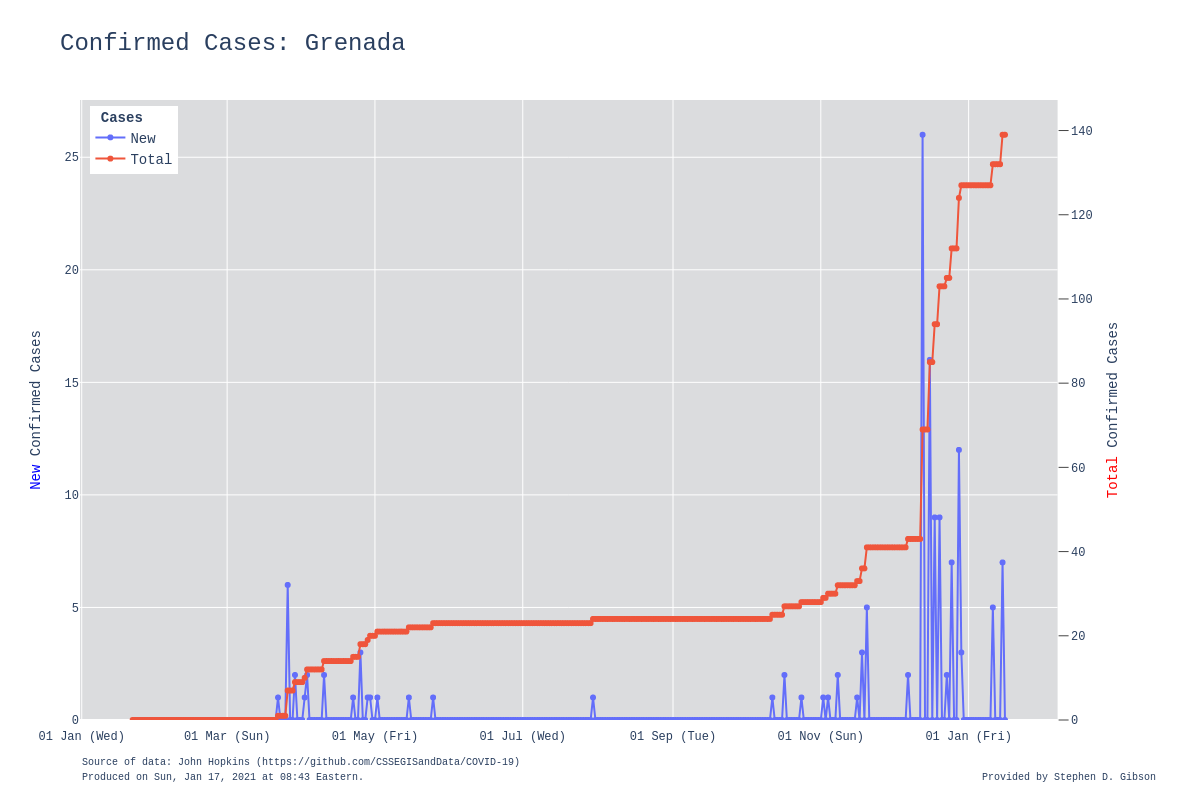 Confirmed Cases: Grenada
Cases
New
Total
25
20
15
10
5
0
140
120
100
80
60
40
20
0
New Confirmed Cases
Total Confirmed Cases
01 Jan (Wed) 01 Mar (Sun) 01 May (Fri) 01 Jul (Wed) 01 Sep (Tue) 01 Nov (Sun) 01 Jan (Fri)
Source of data: John Hopkins (https://github.com/CSSEGISandData/COVID-19)
Produced on Sun, Jan 17, 2021 at 08:43 Eastern.
Provided by Stephen D. Gibson